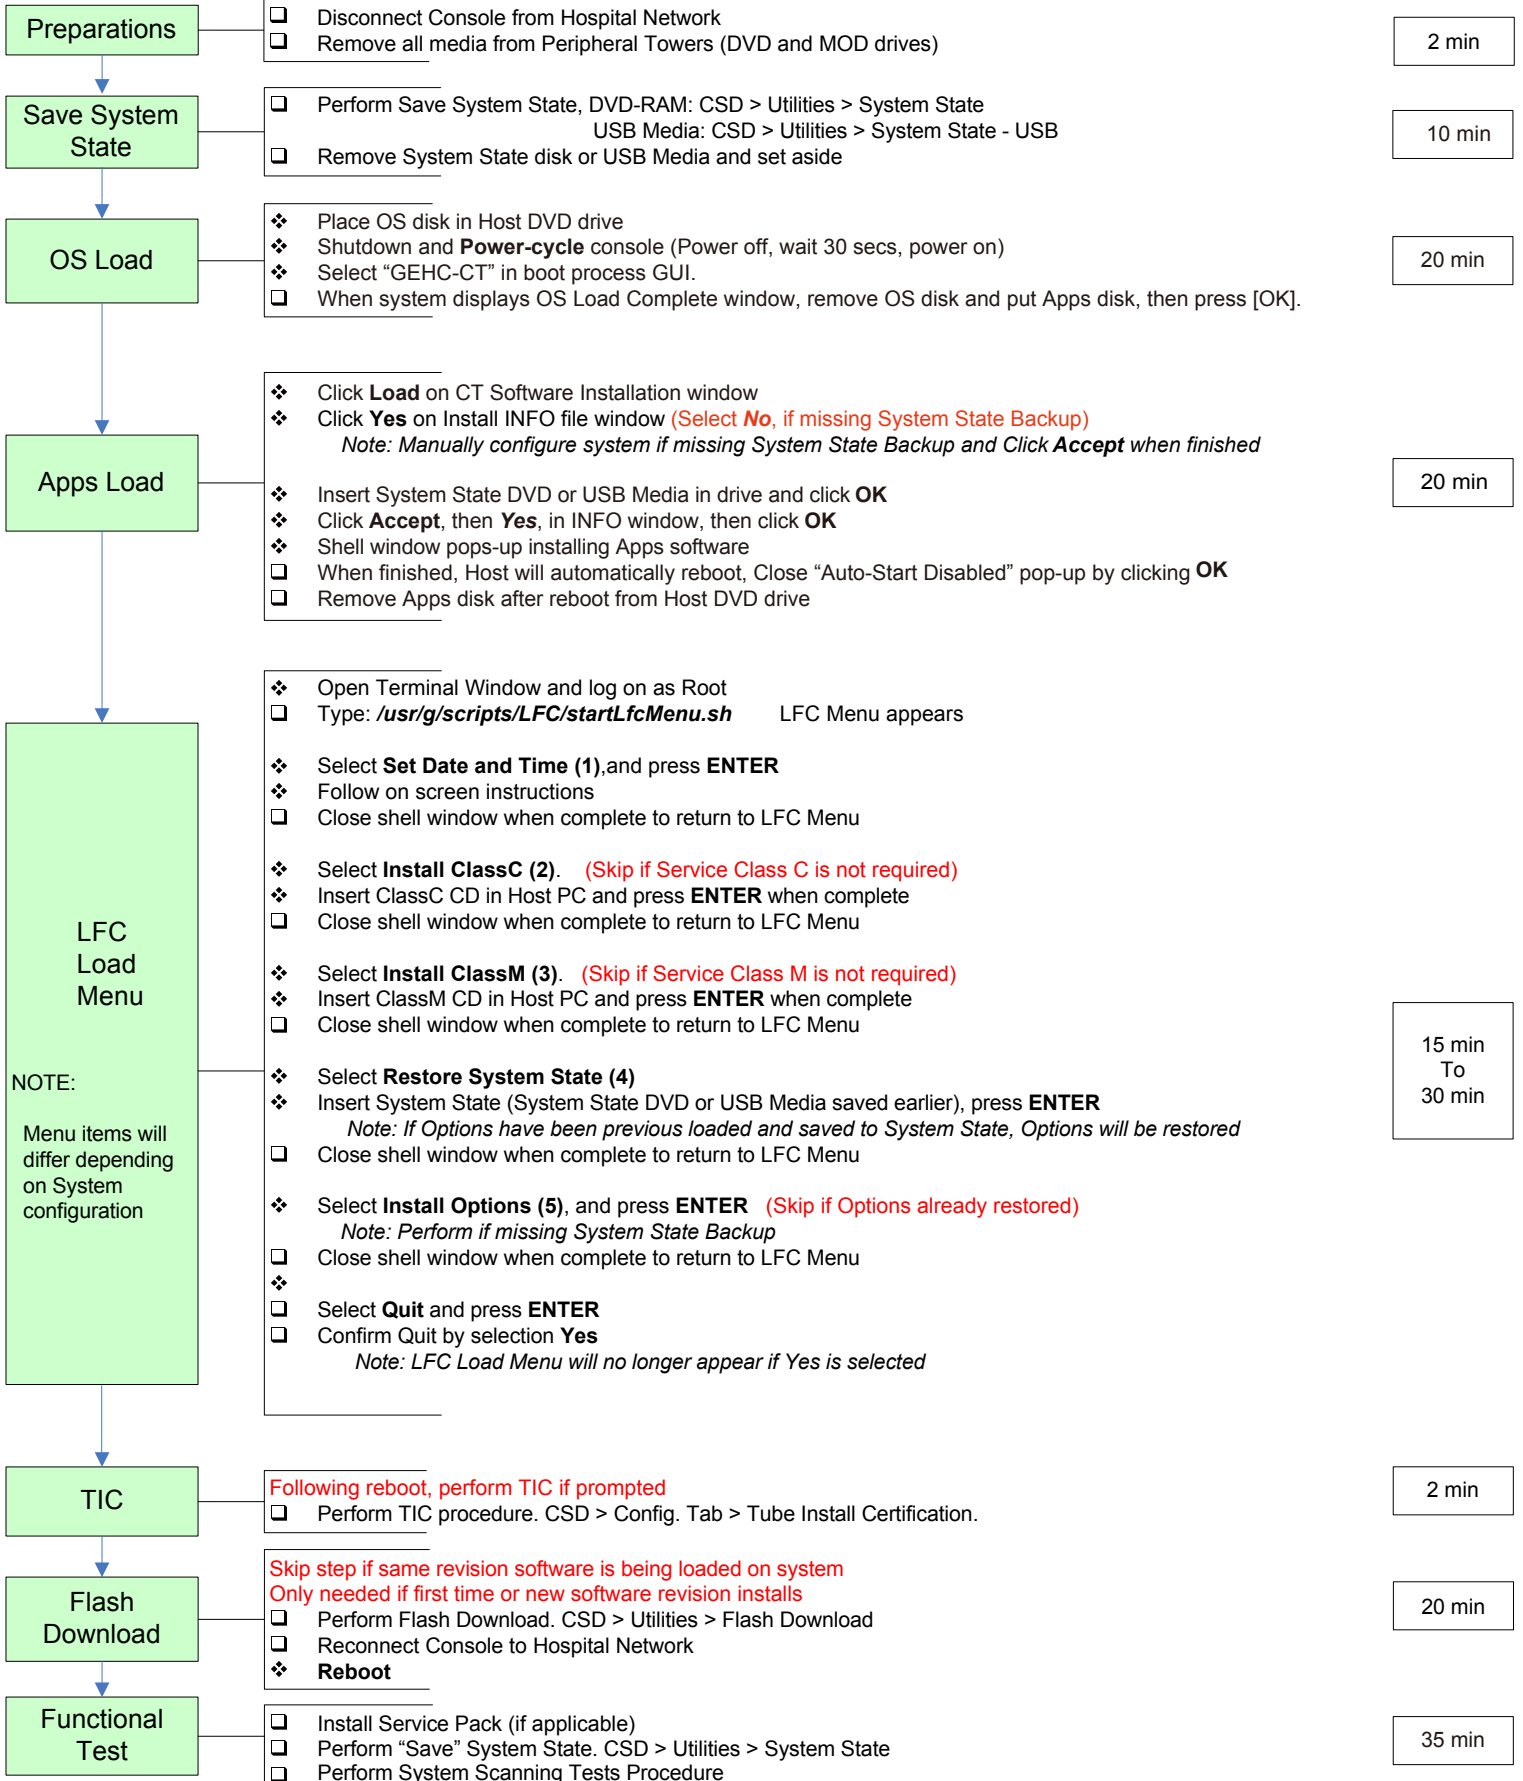 Preparations
Disconnect Console from Hospital Network
Remove all media from Peripheral Towers (DVD and MOD drives)
2 min
Save System
State
Perform Save System State, DVD-RAM: CSD > Utilities > System State
USB Media: CSD > Utilities > System State - USB
Remove System State disk or USB Media and set aside
10 min
OS Load
Place OS disk in Host DVD drive
Shutdown and Power-cycle console (Power off, wait 30 secs, power on)
Select “GEHC-CT” in boot process GUI.
When system displays OS Load Complete window, remove OS disk and put Apps disk, then press [OK].
20 min
Apps Load
Click Load on CT Software Installation window
Click Yes on Install INFO file window (Select No, if missing System State Backup)
Note: Manually configure system if missing System State Backup and Click Accept when finished
Insert System State DVD or USB Media in drive and click OK
Click Accept, then Yes, in INFO window, then click OK
Shell window pops-up installing Apps software
When finished, Host will automatically reboot, Close “Auto-Start Disabled” pop-up by clicking OK
Remove Apps disk after reboot from Host DVD drive
20 min
LFC
Load
Menu
NOTE:
Menu items will
differ depending
on System
configuration
Open Terminal Window and log on as Root
Type: /usr/g/scripts/LFC/startLfcMenu.sh LFC Menu appears
Select Set Date and Time (1),and press ENTER
Follow on screen instructions
Close shell window when complete to return to LFC Menu
Select Install ClassC (2). (Skip if Service Class C is not required)
Insert ClassC CD in Host PC and press ENTER when complete
Close shell window when complete to return to LFC Menu
Select Install ClassM (3). (Skip if Service Class M is not required)
Insert ClassM CD in Host PC and press ENTER when complete
Close shell window when complete to return to LFC Menu
Select Restore System State (4)
Insert System State (System State DVD or USB Media saved earlier), press ENTER
Note: If Options have been previous loaded and saved to System State, Options will be restored
Close shell window when complete to return to LFC Menu
Select Install Options (5), and press ENTER (Skip if Options already restored)
Note: Perform if missing System State Backup
Close shell window when complete to return to LFC Menu
Select Quit and press ENTER
Confirm Quit by selection Yes
Note: LFC Load Menu will no longer appear if Yes is selected
15 min
To
30 min
TIC
Following reboot, perform TIC if prompted
Perform TIC procedure. CSD > Config. Tab > Tube Install Certification.
2 min
Flash
Download
Skip step if same revision software is being loaded on system
Only needed if first time or new software revision installs
Perform Flash Download. CSD > Utilities > Flash Download
Reconnect Console to Hospital Network
Reboot
20 min
Functional
Test
Install Service Pack (if applicable)
Perform “Save” System State. CSD > Utilities > System State
Perform System Scanning Tests Procedure
35 min